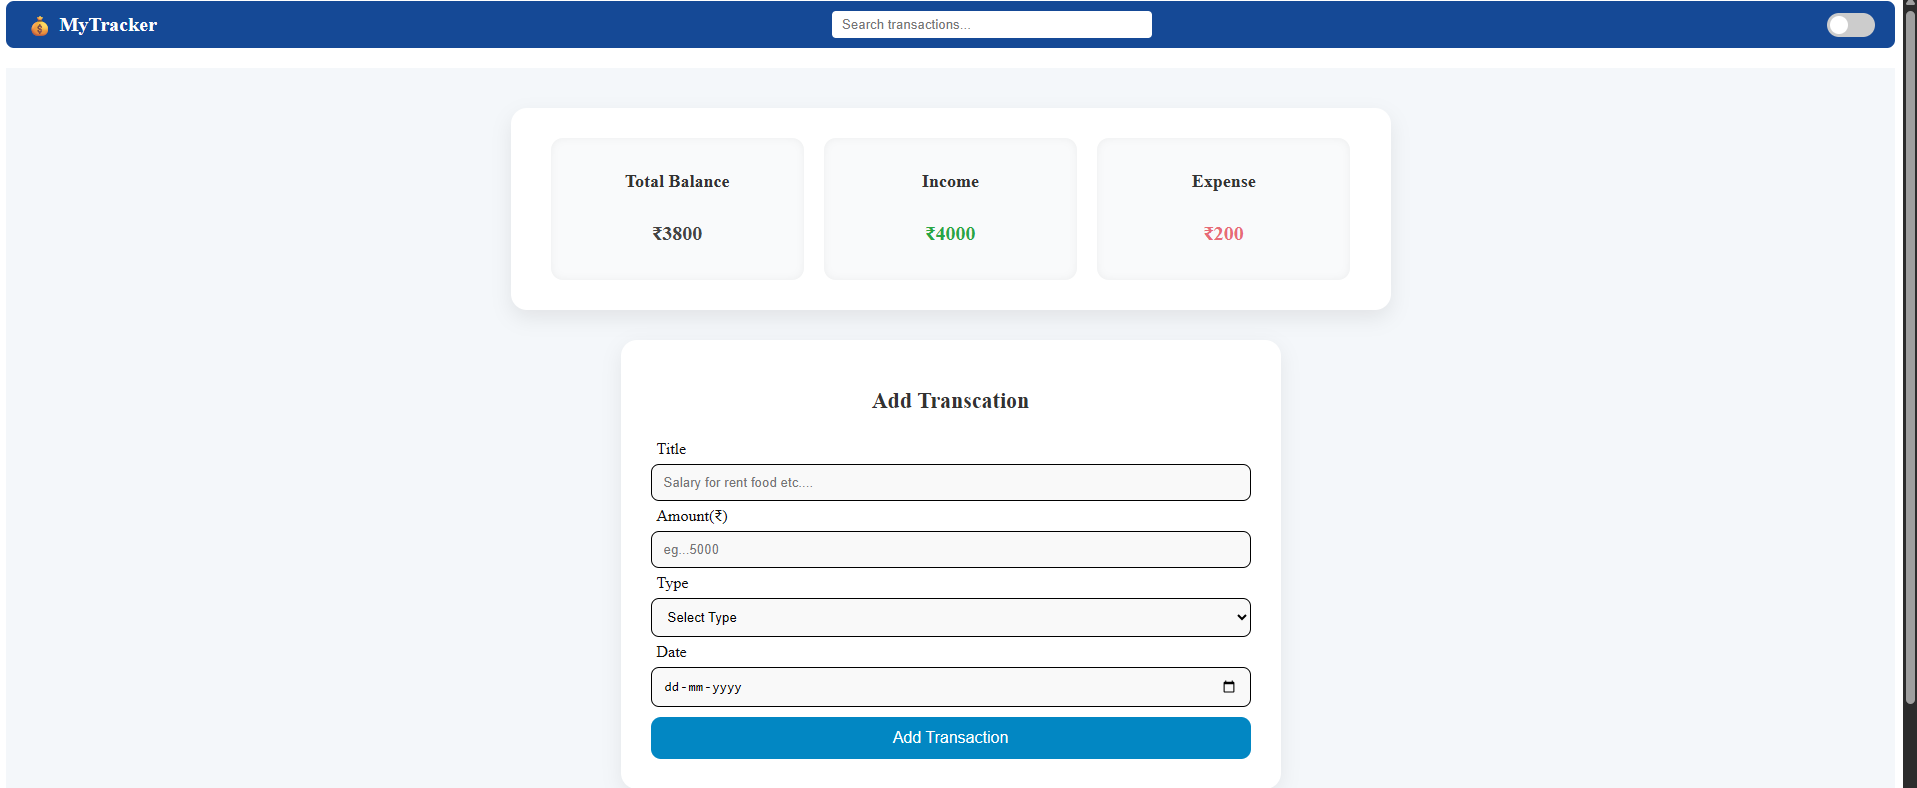 MyTracker
Search transactions...
Total Balance
₹3800
Income
₹4000
Expense
₹200
Add Transcation
Title
Salary for rent food etc....
Amount(₹)
eg...5000
Type
Select Type
Date
dd-mm-yyyy
Add Transaction